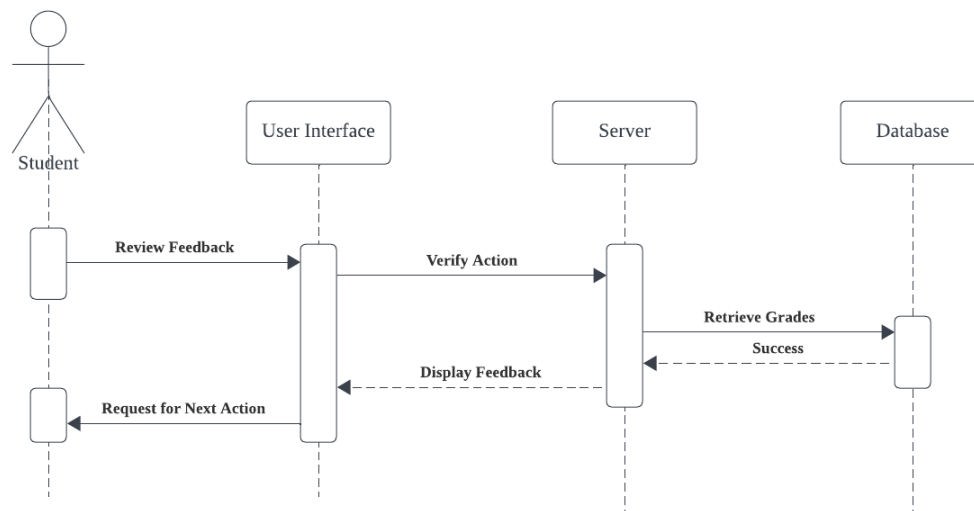 User Interface
Server
Database
Student
Review Feedback
Verify Action
Retrieve Grades
Success
Display Feedback
Request for Next Action